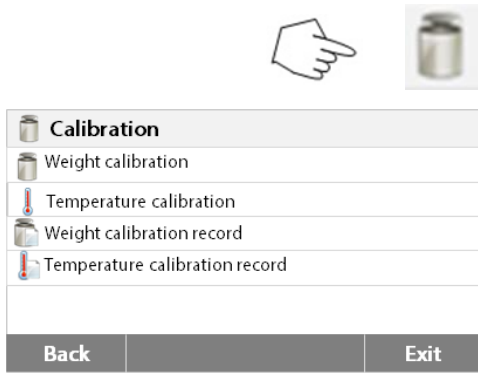 Calibration
Weight calibration
Temperature calibration
Weight calibration record
Temperature calibration record
Back Exit